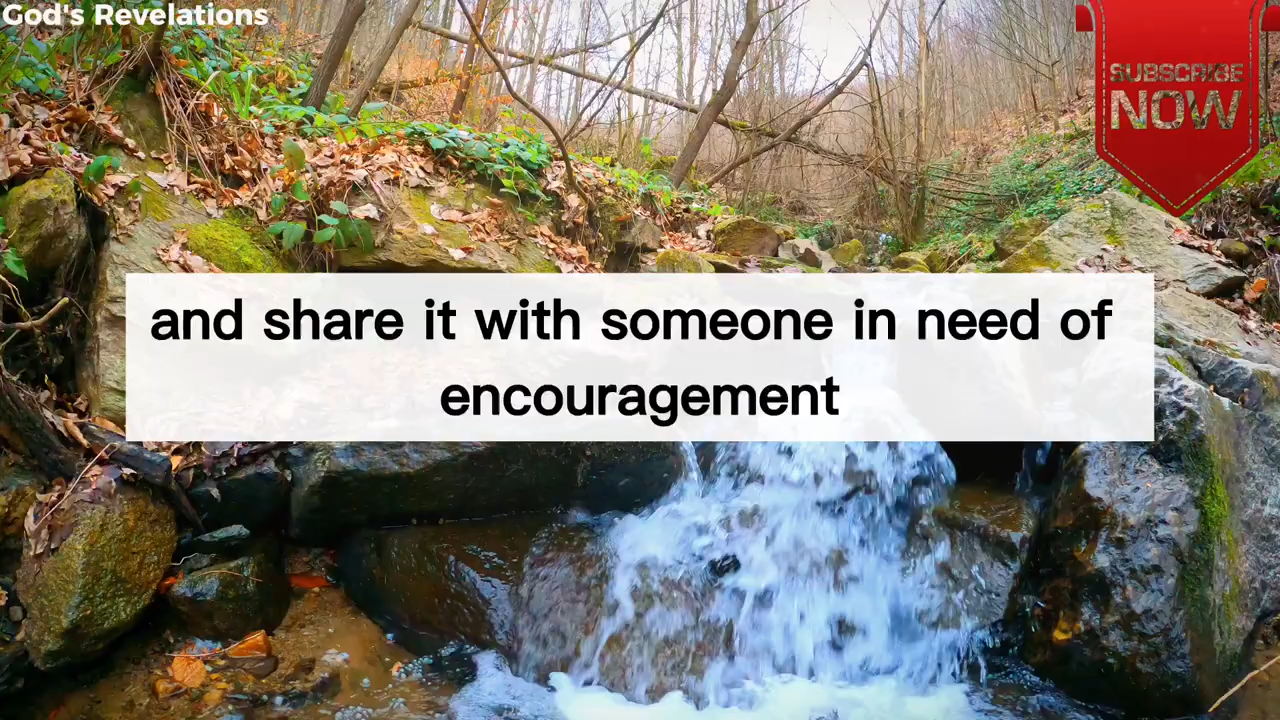 God's Revelations
SUBSCRIBE
NOW
and share it with someone in need of
encouragement